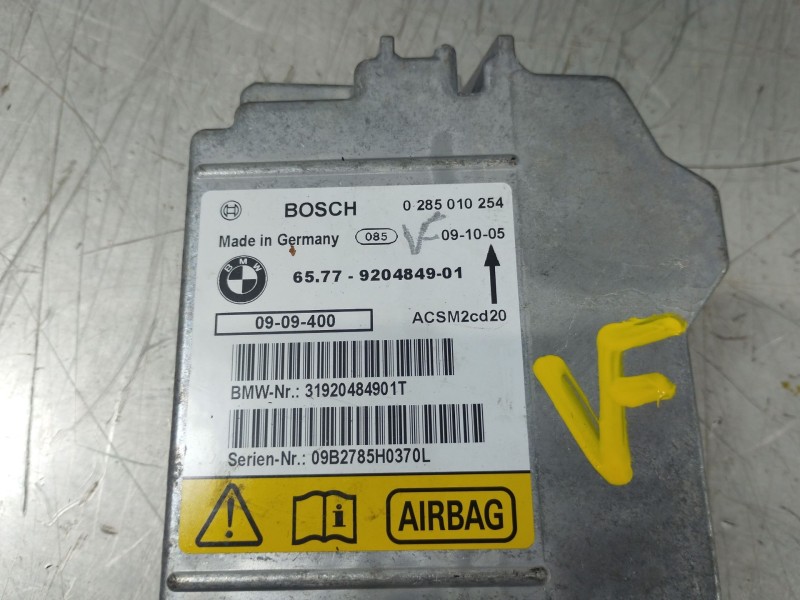 BOSCH 0 285 010 254
Made in Germany 085 VF 09-10-05
BMW 65.77 - 9204849-01
09-09-400 ACSM2cd20
BMW-Nr.: 31920484901T
Serien-Nr.: 09B2785H0370L
i AIRBAG
VF